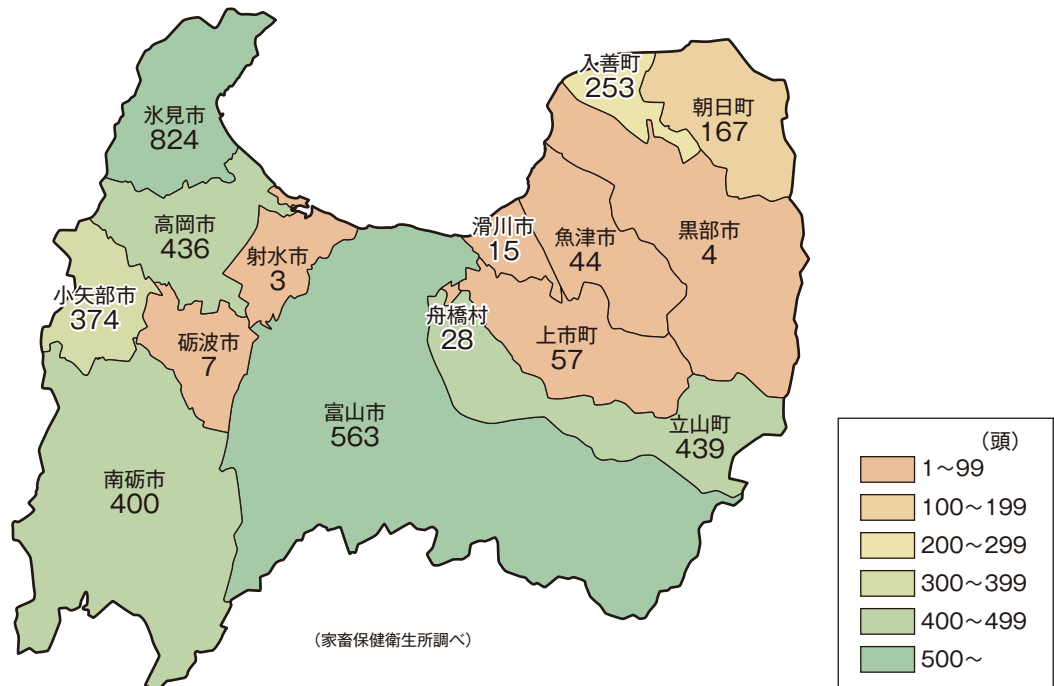 入善町
253
朝日町
167
氷見市
824
高岡市
436
射水市
3
滑川市
15
魚津市
44
黒部市
4
小矢部市
374
砺波市
7
舟橋村
28
上市町
57
富山市
563
立山町
439
南砺市
400
（頭）
1～99
100～199
200～299
300～399
400～499
500～
（家畜保健衛生所調べ）